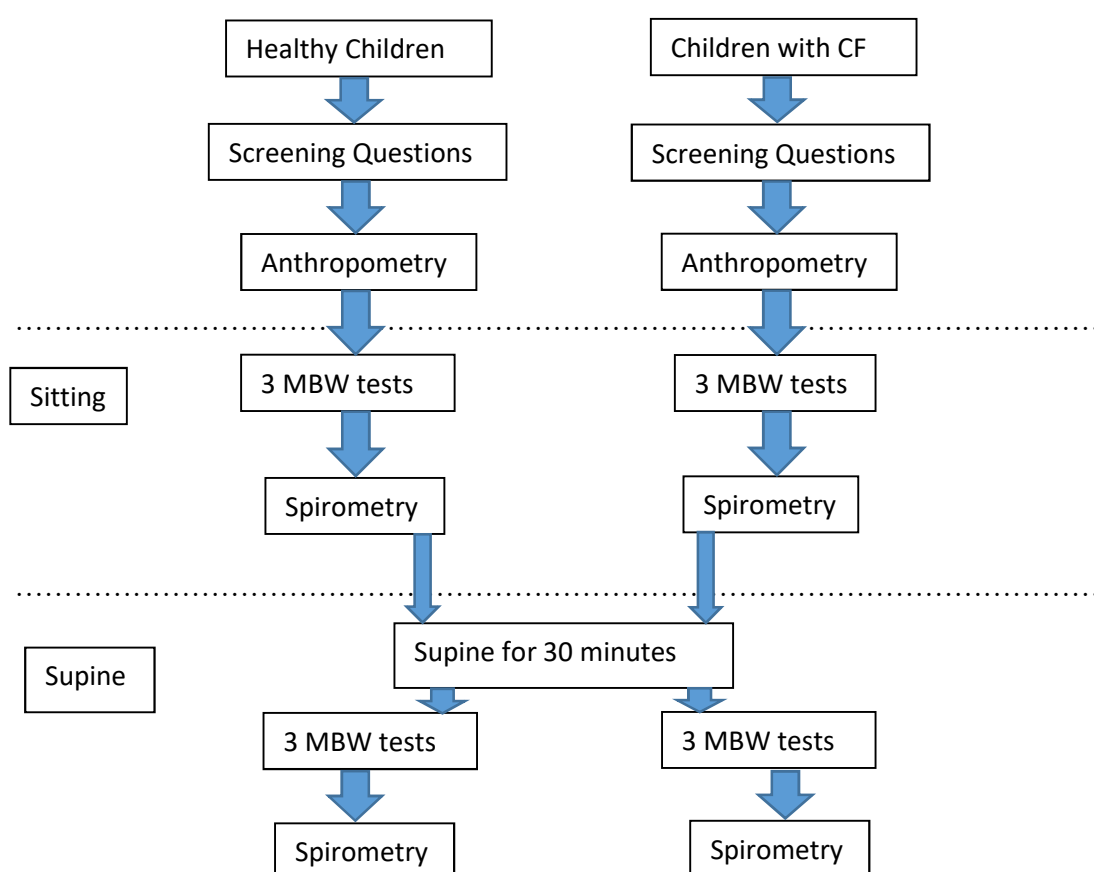 Healthy Children
Children with CF
Screening Questions
Screening Questions
Anthropometry
Anthropometry
Sitting
3 MBW tests
3 MBW tests
Spirometry
Spirometry
Supine
Supine for 30 minutes
3 MBW tests
3 MBW tests
Spirometry
Spirometry